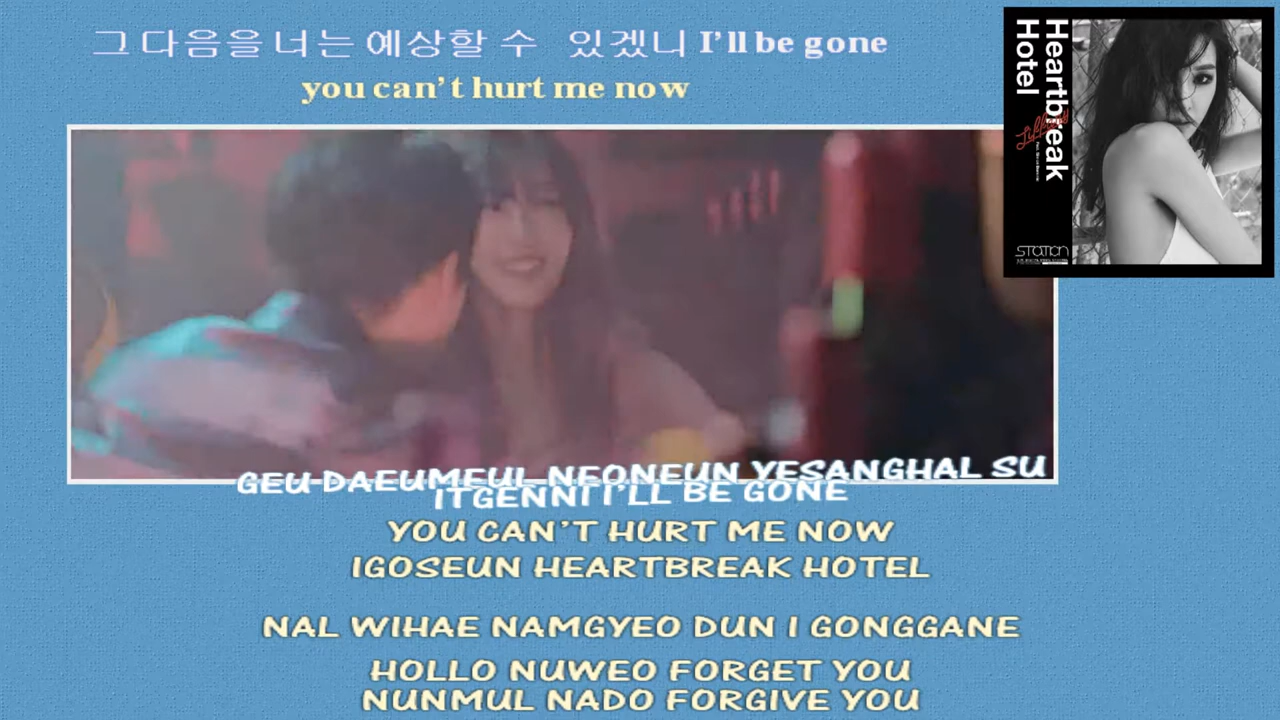 그 다음을 너는 예상할 수 있겠니 I'll be gone
you can't hurt me now
Heartbreak
Hotel
Tiffany
STATION
GEU DAEUMEUL NEONEUN YESANGHAL SU
ITGENNI I'LL BE GONE
YOU CAN'T HURT ME NOW
IGOSEUN HEARTBREAK HOTEL
NAL WIHAE NAMGYEO DUN I GONGGANE
HOLLO NUWEO FORGET YOU
NUNMUL NADO FORGIVE YOU